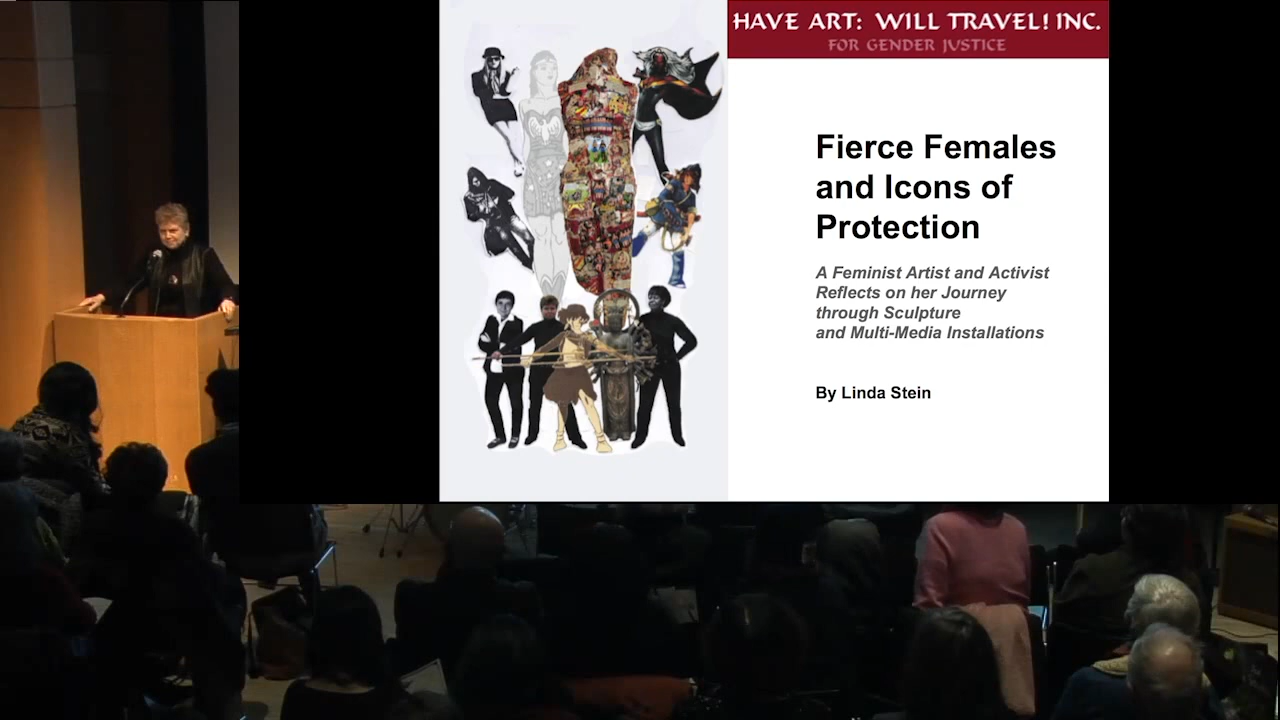 HAVE ART: WILL TRAVEL! INC.
FOR GENDER JUSTICE
Fierce Females
and Icons of
Protection
A Feminist Artist and Activist
Reflects on her Journey
through Sculpture
and Multi-Media Installations
By Linda Stein